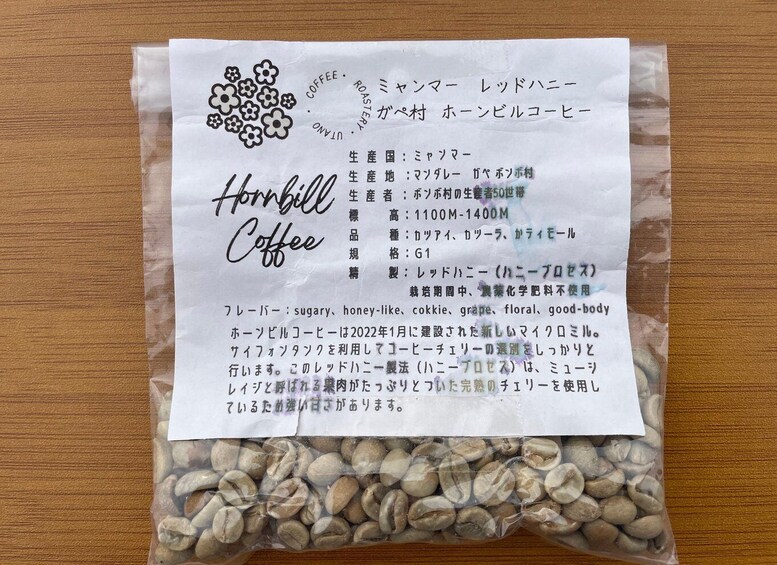 COFFEE・ROASTERY・UTANO・
ミャンマー レッドハニー
ガペ村 ホーンビルコーヒー
Hornbill
Coffee
生産国：ミャンマー
生産地：マンダレー ガペ ボンボ村
生産者：ボンボ村の生産者50世帯
標高：1100M-1400M
品種：カツアイ、カツーラ、カティモール
規格：G1
精製：レッドハニー（ハニープロセス）
栽培期間中、農薬化学肥料不使用
フレーバー：sugary、honey-like、cokkie、grape、floral、good-body
ホーンビルコーヒーは2022年1月に建設された新しいマイクロミル。
サイフォンタンクを利用してコーヒーチェリーの選別をしっかりと
行います。このレッドハニー製法（ハニープロセス）は、ミューシ
レイジと呼ばれる果肉がたっぷりとついた完熟のチェリーを使用し
ているため強い甘さがあります。